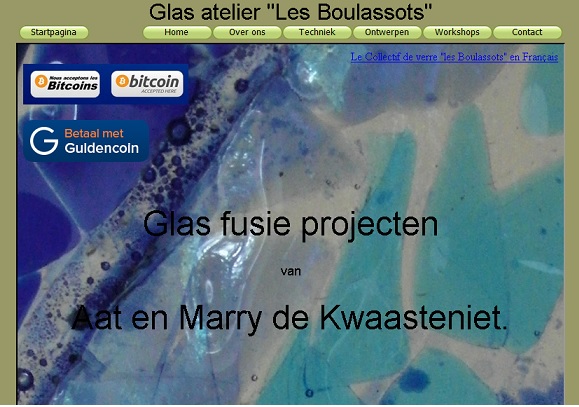 Glas atelier "Les Boulassots"
Startpagina Home Over ons Techniek Ontwerpen Workshops Contact
Le Colléctif de verre "les Boulassots" en Français
Nous acceptons les
Bitcoins
bitcoin
ACCEPTED HERE
Betaal met
Guldencoin
Glas fusie projecten
van
Aat en Marry de Kwaasteniet.